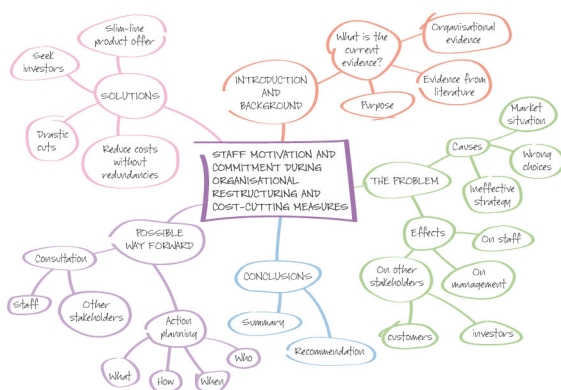 Slim-line
product offer
Seek
investors
SOLUTIONS
Drastic
cuts
Reduce costs
without
redundancies
What is the
current
evidence?
Organisational
evidence
INTRODUCTION
AND
BACKGROUND
Evidence from
literature
Purpose
STAFF MOTIVATION AND
COMMITMENT DURING
ORGANISATIONAL
RESTRUCTURING AND
COST-CUTTING MEASURES
Market
situation
Causes
Wrong
choices
THE PROBLEM
Ineffective
strategy
Effects
On staff
On
management
On other
stakeholders
customers
investors
POSSIBLE
WAY FORWARD
Consutation
Staff
Other
stakeholders
Action
planning
What
How
When
Who
CONCLUSIONS
Summary
Recommendation